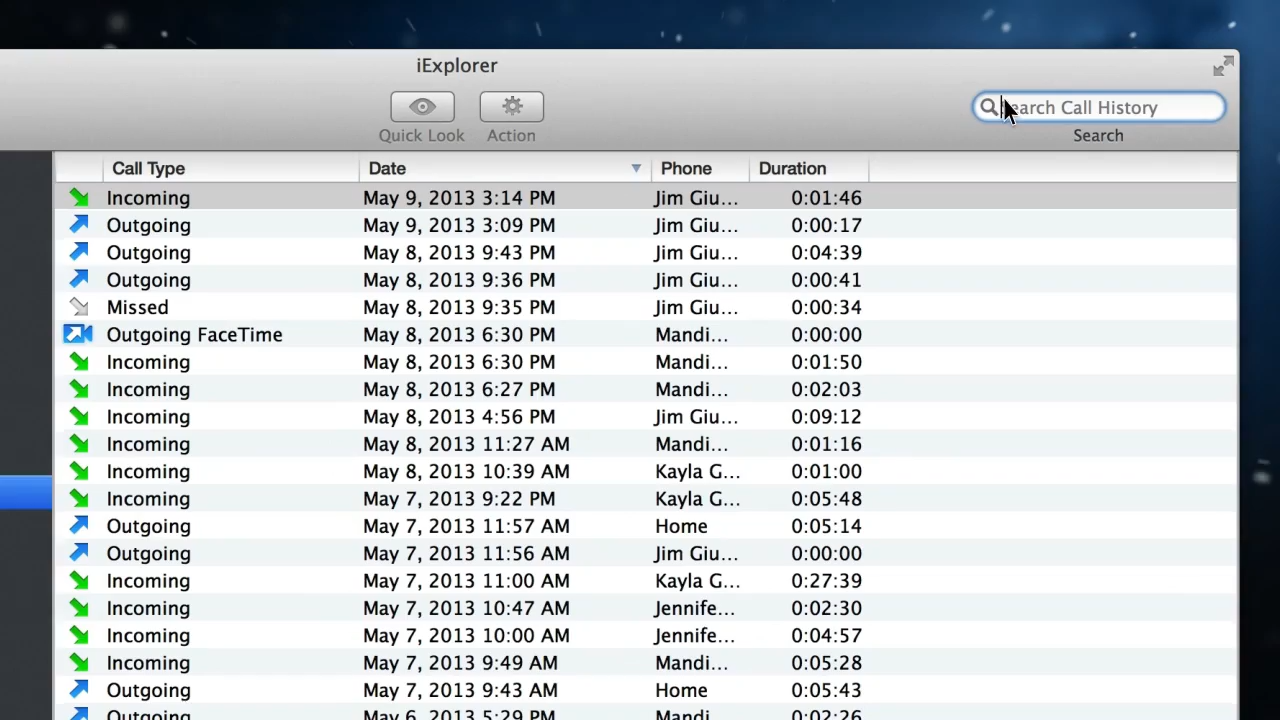 iExplorer
Search Call History
Quick Look Action Search
Call Type Date Phone Duration
Incoming May 9, 2013 3:14 PM Jim Giu... 0:01:46
Outgoing May 9, 2013 3:09 PM Jim Giu... 0:00:17
Outgoing May 8, 2013 9:43 PM Jim Giu... 0:04:39
Outgoing May 8, 2013 9:36 PM Jim Giu... 0:00:41
Missed May 8, 2013 9:35 PM Jim Giu... 0:00:34
Outgoing FaceTime May 8, 2013 6:30 PM Mandi... 0:00:00
Incoming May 8, 2013 6:30 PM Mandi... 0:01:50
Incoming May 8, 2013 6:27 PM Mandi... 0:02:03
Incoming May 8, 2013 4:56 PM Jim Giu... 0:09:12
Incoming May 8, 2013 11:27 AM Mandi... 0:01:16
Incoming May 8, 2013 10:39 AM Kayla G... 0:01:00
Incoming May 7, 2013 9:22 PM Kayla G... 0:05:48
Outgoing May 7, 2013 11:57 AM Home 0:05:14
Outgoing May 7, 2013 11:56 AM Jim Giu... 0:00:00
Incoming May 7, 2013 11:00 AM Kayla G... 0:27:39
Incoming May 7, 2013 10:47 AM Jennife... 0:02:30
Incoming May 7, 2013 10:00 AM Jennife... 0:04:57
Incoming May 7, 2013 9:49 AM Mandi... 0:05:28
Outgoing May 7, 2013 9:43 AM Home 0:05:43
Outgoing May 6, 2013 5:29 PM Mandi 0:02:26